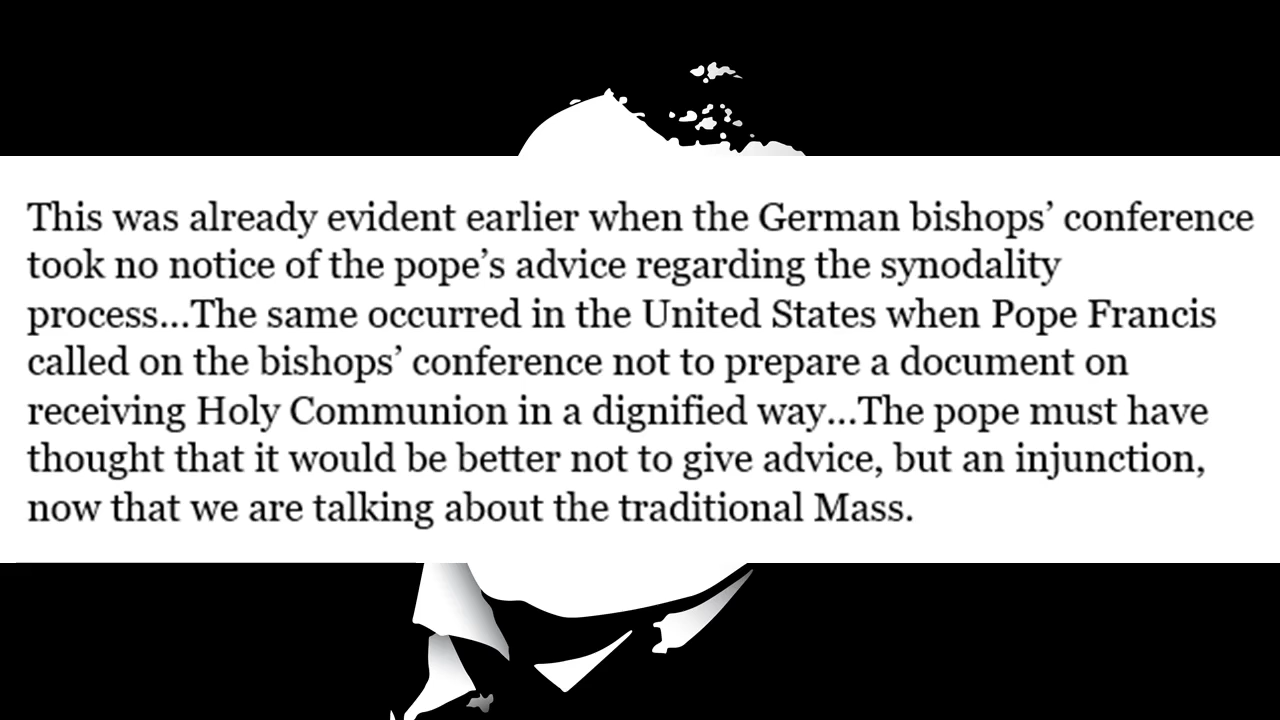 This was already evident earlier when the German bishops’ conference
took no notice of the pope’s advice regarding the synodality
process...The same occurred in the United States when Pope Francis
called on the bishops’ conference not to prepare a document on
receiving Holy Communion in a dignified way...The pope must have
thought that it would be better not to give advice, but an injunction,
now that we are talking about the traditional Mass.